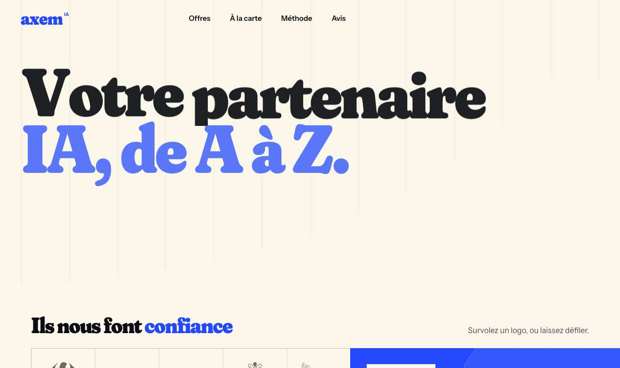 axem IA
Offres À la carte Méthode Avis
Votre partenaire
IA, de A à Z.
Ils nous font confiance
Survolez un logo, ou laissez défiler.